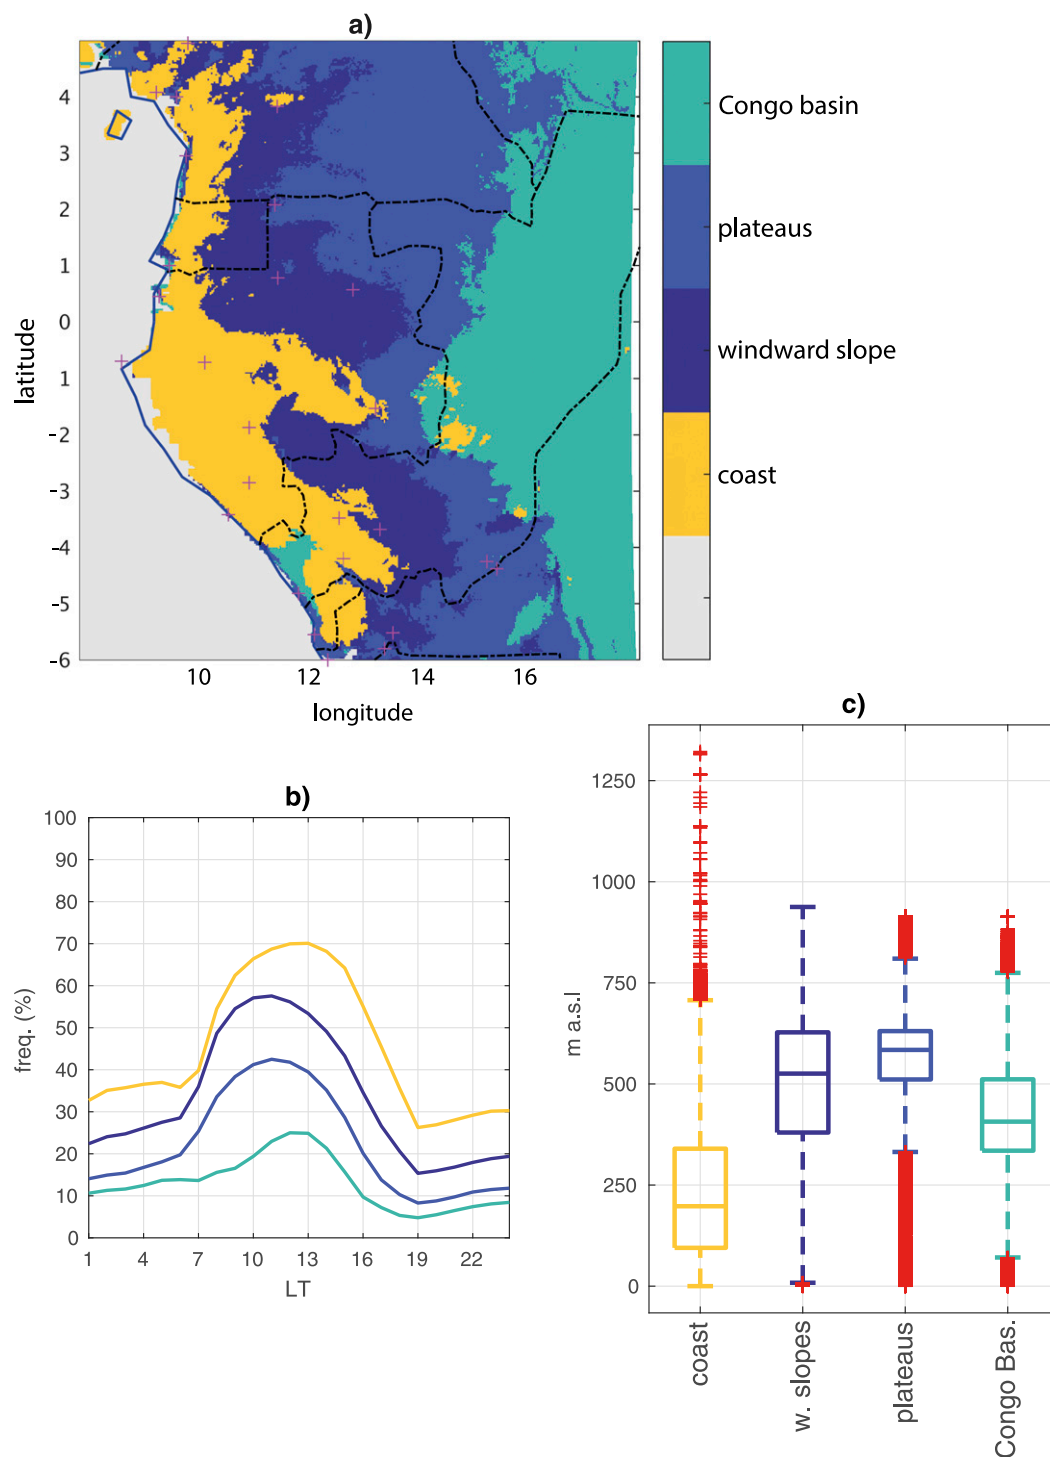 a)
4
3
2
1
0
1
-2
-3
-4
-5
-6
latitude
10
12
14
16
longitude
Congo basin
plateaus
windward slope
coast
b)
100
90
80
70
60
50
40
30
20
10
0
freq. (%)
1
4
7
10
13
16
19
22
LT
c)
1250
1000
750
500
250
0
m a.s.l
coast
w. slopes
plateaus
Congo Bas.